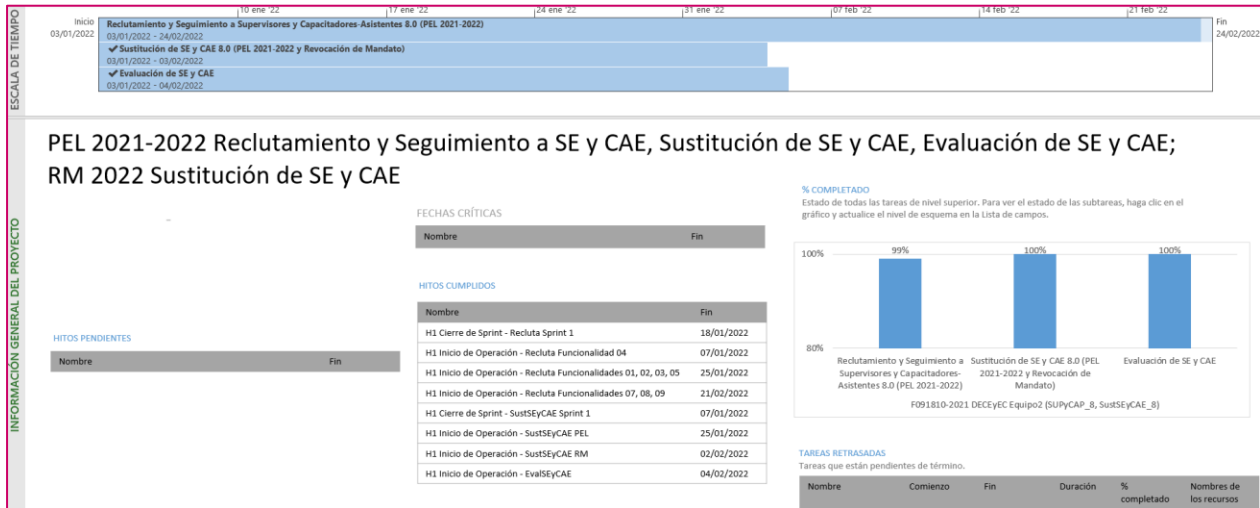 ESCALA DE TIEMPO
10 ene '22
17 ene '22
24 ene '22
31 ene '22
07 feb '22
14 feb '22
21 feb '22
Inicio
03/01/2022
Reclutamiento y Seguimiento a Supervisores y Capacitadores-Asistentes 8.0 (PEL 2021-2022)
03/01/2022 - 24/02/2022
✔Sustitución de SE y CAE 8.0 (PEL 2021-2022 y Revocación de Mandato)
03/01/2022 - 03/02/2022
✔Evaluación de SE y CAE
03/01/2022 - 04/02/2022
Fin
24/02/2022
INFORMACIÓN GENERAL DEL PROYECTO
PEL 2021-2022 Reclutamiento y Seguimiento a SE y CAE, Sustitución de SE y CAE, Evaluación de SE y CAE;
RM 2022 Sustitución de SE y CAE
HITOS PENDIENTES
Nombre Fin
FECHAS CRÍTICAS
Nombre Fin
HITOS CUMPLIDOS
Nombre Fin
H1 Cierre de Sprint - Recluta Sprint 1 18/01/2022
H1 Inicio de Operación - Recluta Funcionalidad 04 07/01/2022
H1 Inicio de Operación - Recluta Funcionalidades 01, 02, 03, 05 25/01/2022
H1 Inicio de Operación - Recluta Funcionalidades 07, 08, 09 21/02/2022
H1 Cierre de Sprint - SustSEyCAE Sprint 1 07/01/2022
H1 Inicio de Operación - SustSEyCAE PEL 25/01/2022
H1 Inicio de Operación - SustSEyCAE RM 02/02/2022
H1 Inicio de Operación - EvalSEyCAE 04/02/2022
% COMPLETADO
Estado de todas las tareas de nivel superior. Para ver el estado de las subtareas, haga clic en el
gráfico y actualice el nivel de esquema en la Lista de campos.
100%
99%
100%
100%
80%
Reclutamiento y Seguimiento a
Supervisores y Capacitadores-
Asistentes 8.0 (PEL 2021-2022)
Sustitución de SE y CAE 8.0 (PEL
2021-2022 y Revocación de
Mandato)
Evaluación de SE y CAE
F091810-2021 DECEyEC Equipo2 (SUPyCAP_8, SustSEyCAE_8)
TAREAS RETRASADAS
Tareas que están pendientes de término.
Nombre Comienzo Fin Duración % Nombres de
completado los recursos